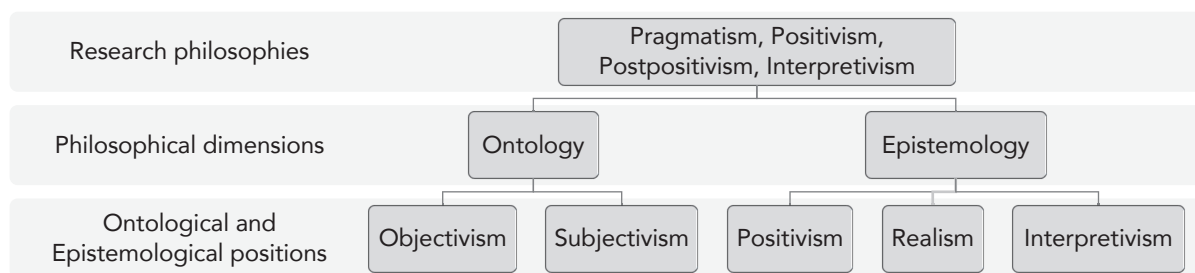 Research philosophies
Pragmatism, Positivism,
Postpositivism, Interpretivism
Philosophical dimensions
Ontology
Epistemology
Ontological and
Epistemological positions
Objectivism
Subjectivism
Positivism
Realism
Interpretivism